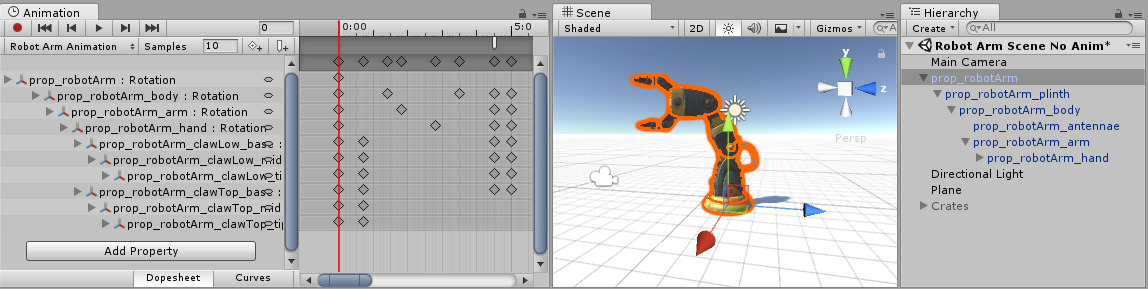 Animation
0
0:00
5:0
Robot Arm Animation
Samples
10
prop_robotArm : Rotation
prop_robotArm_body : Rotation
prop_robotArm_arm : Rotation
prop_robotArm_hand : Rotation
prop_robotArm_clawLow_bas
prop_robotArm_clawLow_mid
prop_robotArm_clawLow_ti
prop_robotArm_clawTop_bas
prop_robotArm_clawTop_mid
prop_robotArm_clawTop_tip
Add Property
Dopesheet
Curves
Scene
Shaded
2D
Gizmos
All
y
z
Persp
Hierarchy
Create
All
Robot Arm Scene No Anim*
Main Camera
prop_robotArm
prop_robotArm_plinth
prop_robotArm_body
prop_robotArm_antennae
prop_robotArm_arm
prop_robotArm_hand
Directional Light
Plane
Crates